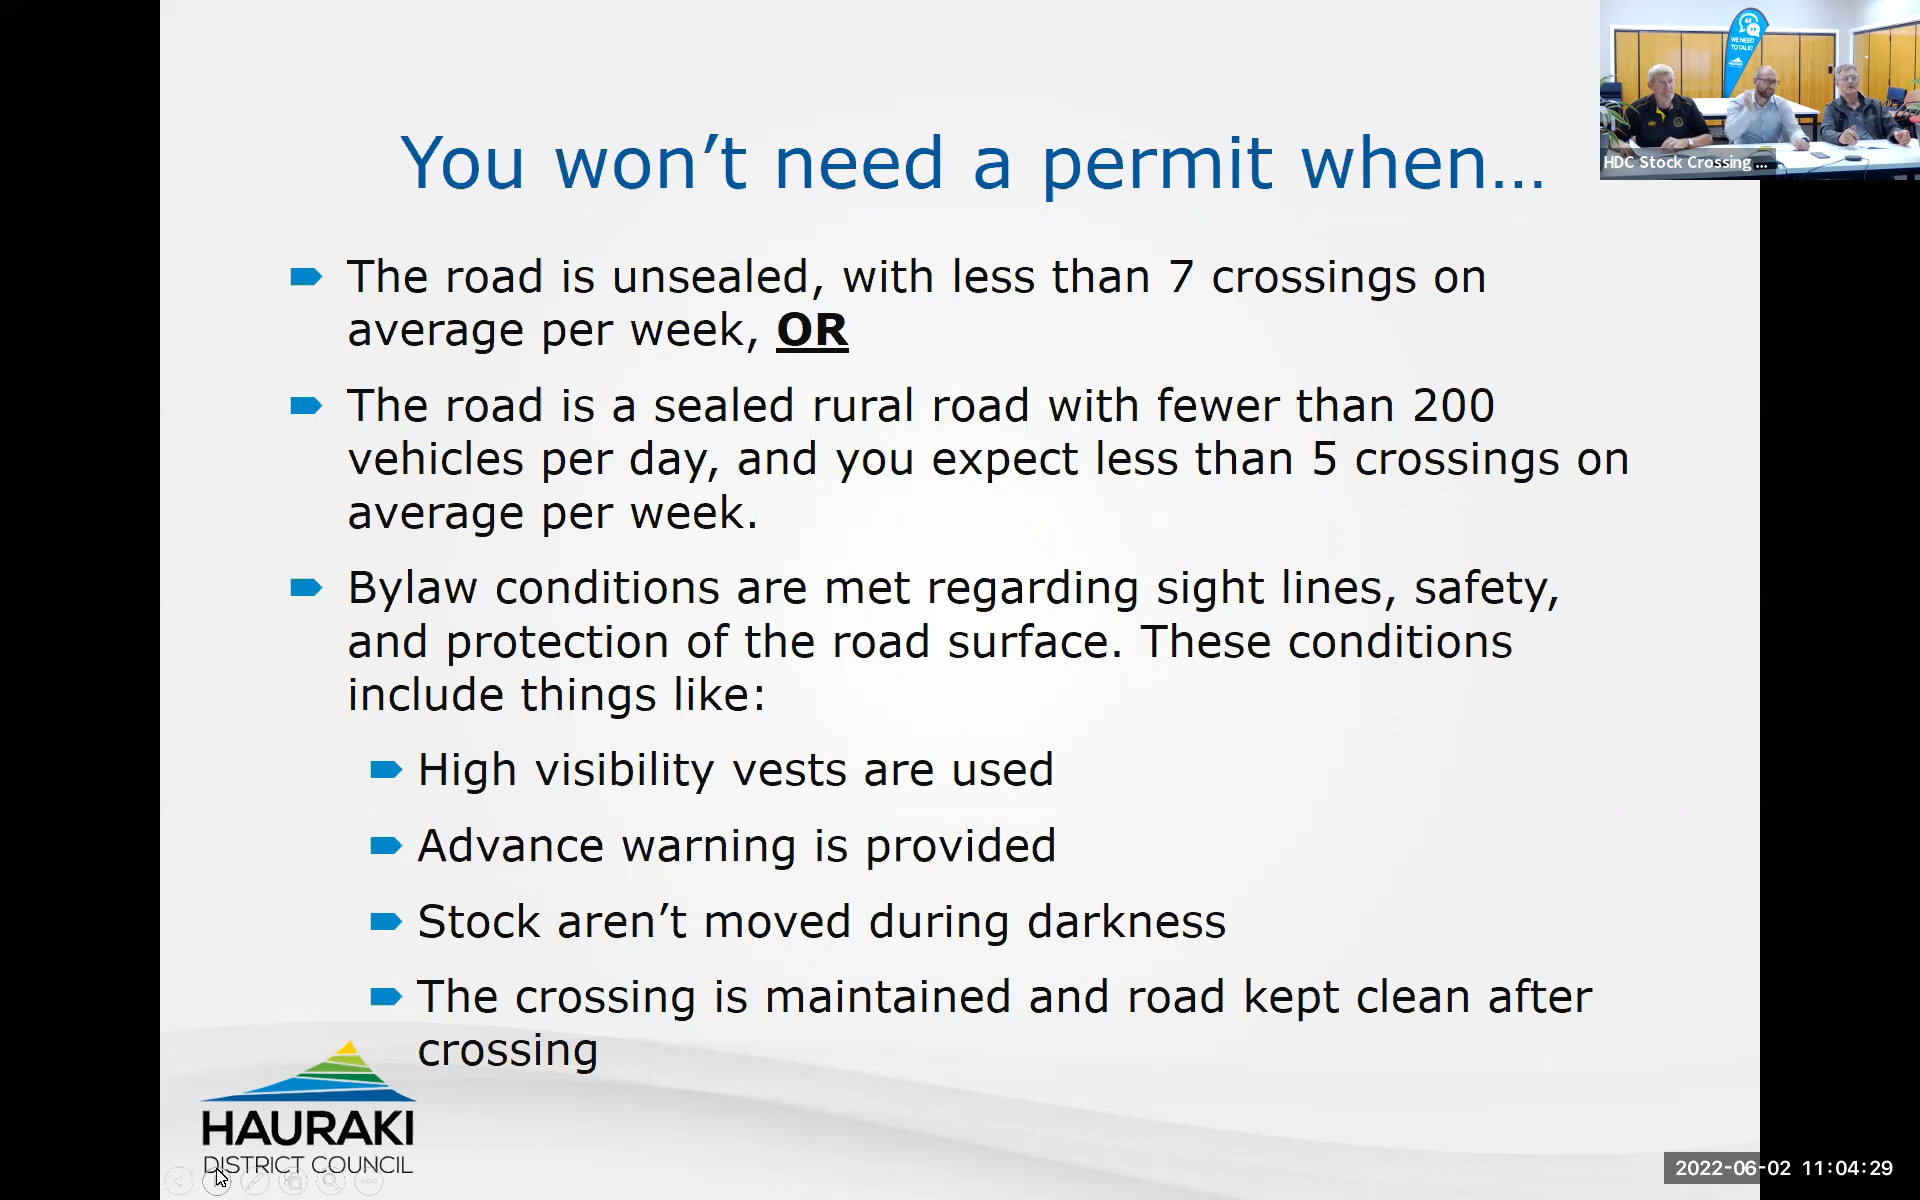 You won’t need a permit when...
The road is unsealed, with less than 7 crossings on
average per week, OR
The road is a sealed rural road with fewer than 200
vehicles per day, and you expect less than 5 crossings on
average per week.
Bylaw conditions are met regarding sight lines, safety,
and protection of the road surface. These conditions
include things like:
High visibility vests are used
Advance warning is provided
Stock aren’t moved during darkness
The crossing is maintained and road kept clean after
crossing
HAURAKI
DISTRICT COUNCIL
WE NEED
TO TALK!
HDC Stock Crossing ...
2022-06-02 11:04:29